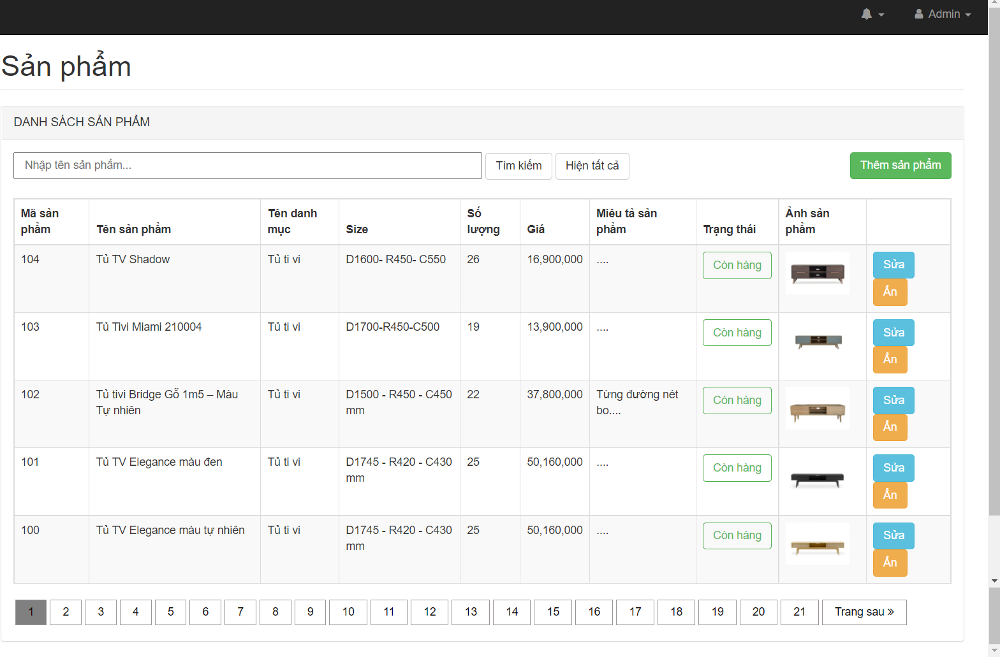 Admin
Sản phẩm
DANH SÁCH SẢN PHẨM
Nhập tên sản phẩm... Tìm kiếm Hiện tất cả Thêm sản phẩm
Mã sản phẩm Tên sản phẩm Tên danh mục Size Số lượng Giá Miêu tả sản phẩm Trạng thái Ảnh sản phẩm
104 Tủ TV Shadow Tủ ti vi D1600- R450- C550 26 16,900,000 .... Còn hàng Sửa
Ẩn
103 Tủ Tivi Miami 210004 Tủ ti vi D1700-R450-C500 19 13,900,000 .... Còn hàng Sửa
Ẩn
102 Tủ tivi Bridge Gỗ 1m5 – Màu Tự nhiên Tủ ti vi D1500 - R450 - C450 mm 22 37,800,000 Từng đường nét bo.... Còn hàng Sửa
Ẩn
101 Tủ TV Elegance màu đen Tủ ti vi D1745 - R420 - C430 mm 25 50,160,000 .... Còn hàng Sửa
Ẩn
100 Tủ TV Elegance màu tự nhiên Tủ ti vi D1745 - R420 - C430 mm 25 50,160,000 .... Còn hàng Sửa
Ẩn
1 2 3 4 5 6 7 8 9 10 11 12 13 14 15 16 17 18 19 20 21 Trang sau »